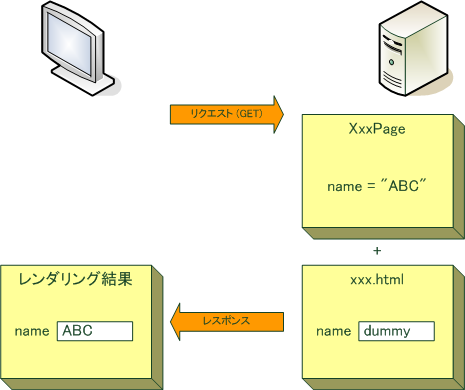 リクエスト(GET)
XxxPage
name = "ABC"
+
レンダリング結果
name ABC
レスポンス
xxx.html
name dummy